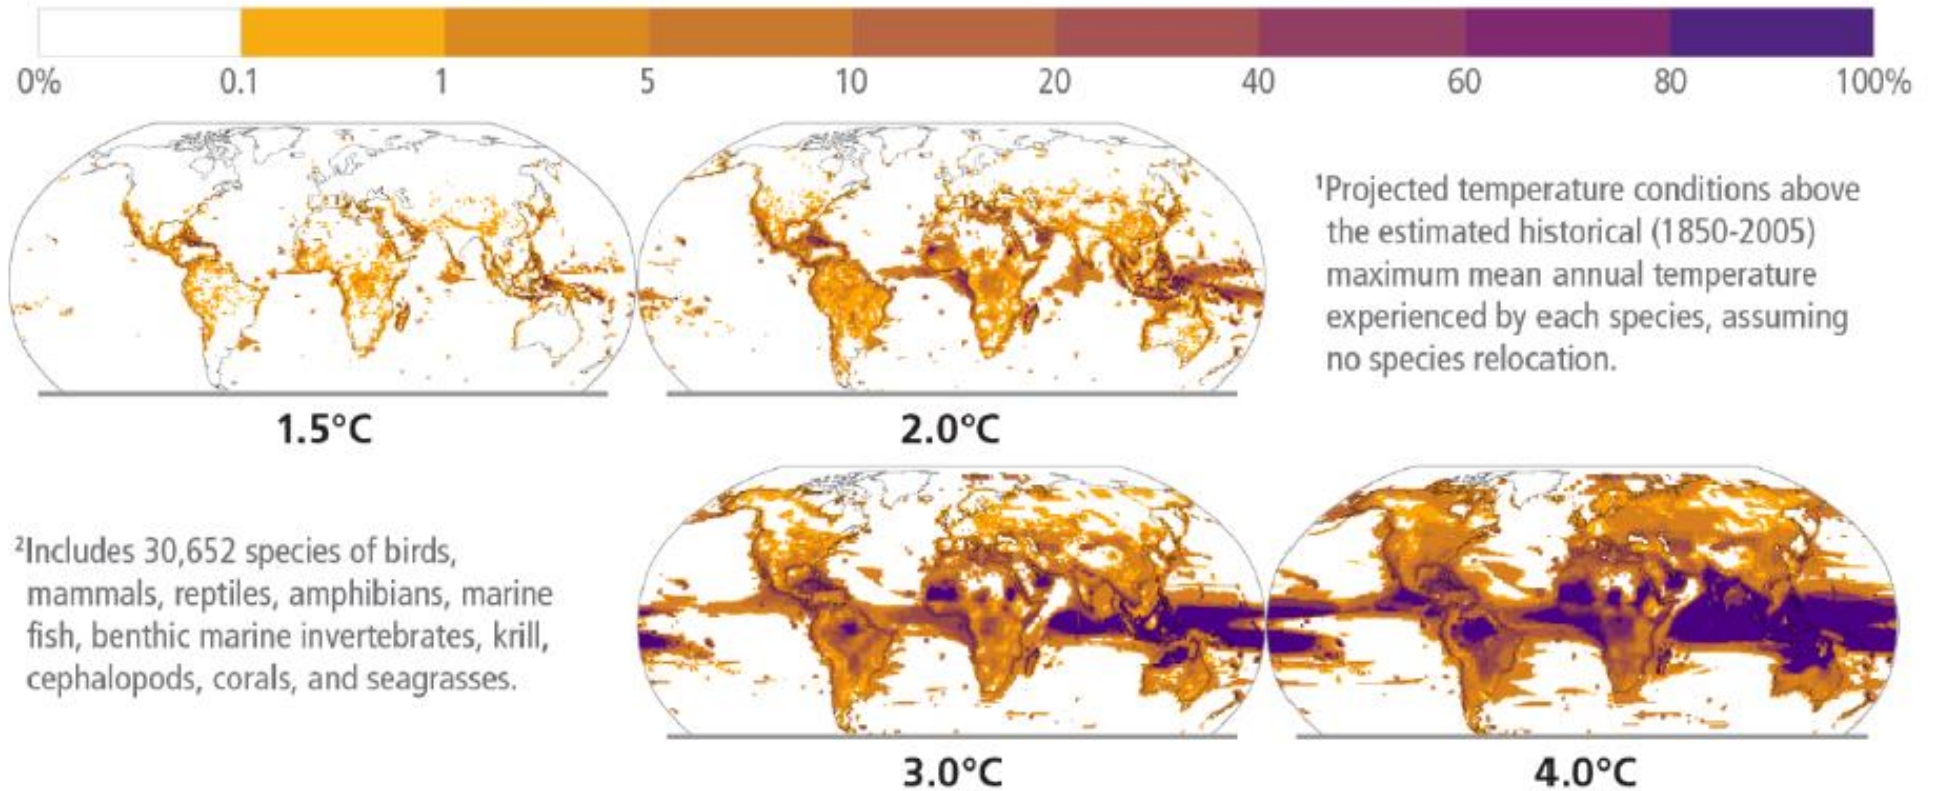 0% 0.1 1 5 10 20 40 60 80 100%
¹Projected temperature conditions above
the estimated historical (1850-2005)
maximum mean annual temperature
experienced by each species, assuming
no species relocation.
1.5°C 2.0°C
²Includes 30,652 species of birds,
mammals, reptiles, amphibians, marine
fish, benthic marine invertebrates, krill,
cephalopods, corals, and seagrasses.
3.0°C 4.0°C